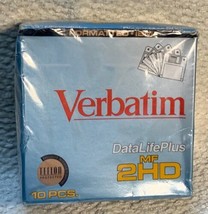 Verbatim
DataLifePlus
MF
2HD
10 PCS.